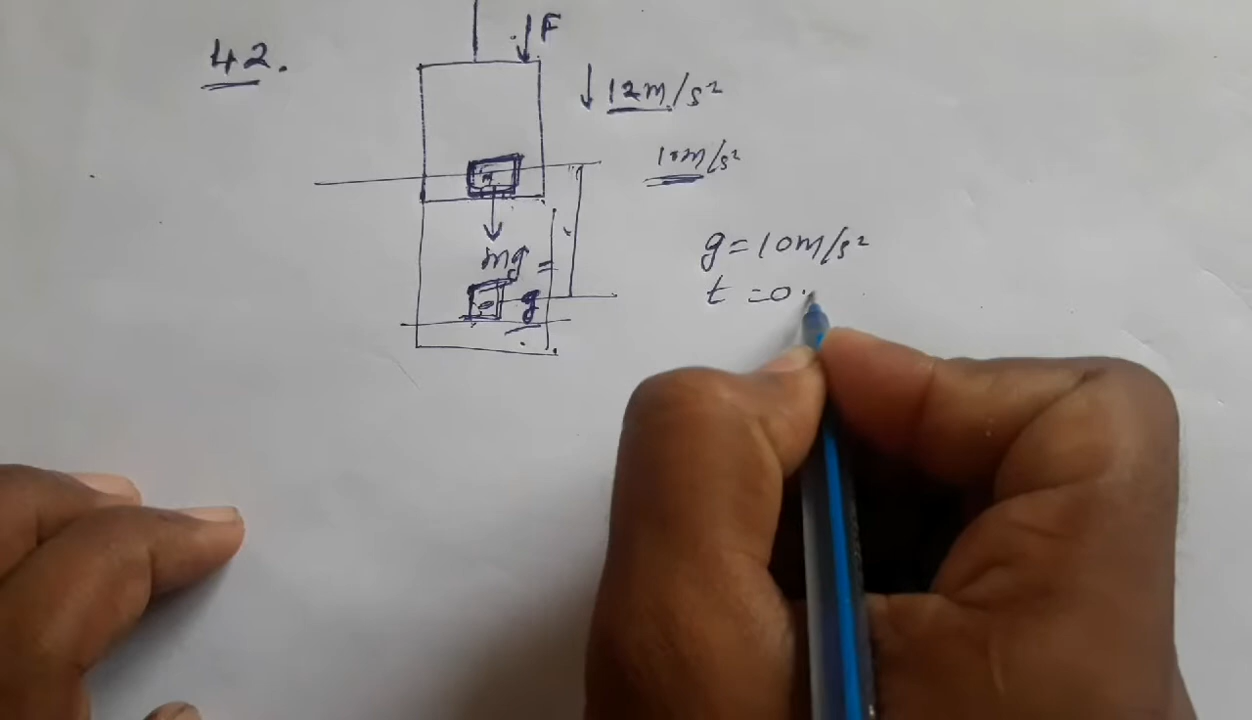 42.
F
12m/s²
10m/s²
m
mg
g = 10m/s²
g
t = 0.